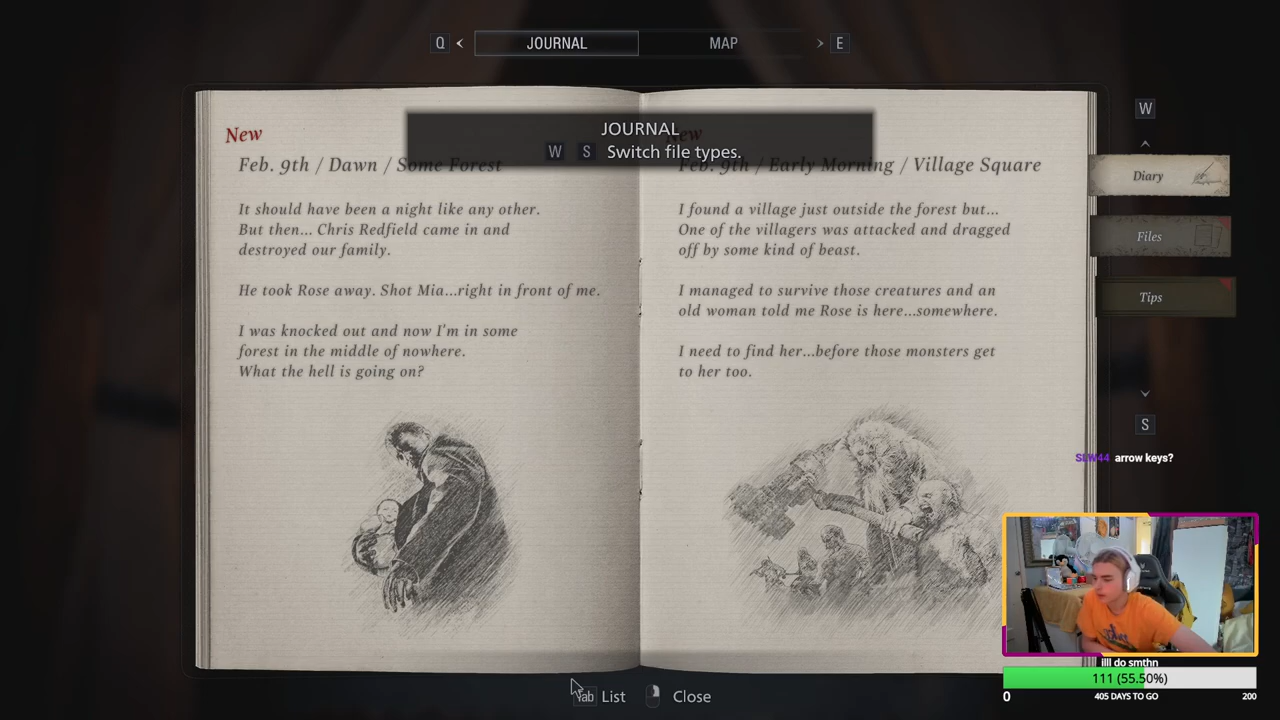 Q
JOURNAL
MAP
E
JOURNAL
W S Switch file types.
New
Feb. 9th / Dawn / Some Forest
It should have been a night like any other.
But then... Chris Redfield came in and
destroyed our family.
He took Rose away. Shot Mia...right in front of me.
I was knocked out and now I'm in some
forest in the middle of nowhere.
What the hell is going on?
New
Feb. 9th / Early Morning / Village Square
I found a village just outside the forest but...
One of the villagers was attacked and dragged
off by some kind of beast.
I managed to survive those creatures and an
old woman told me Rose is here...somewhere.
I need to find her...before those monsters get
to her too.
W
Diary
Files
Tips
S
SLW44 arrow keys?
illl do smthn
111 (55.50%)
0 405 DAYS TO GO 200
Tab List Close